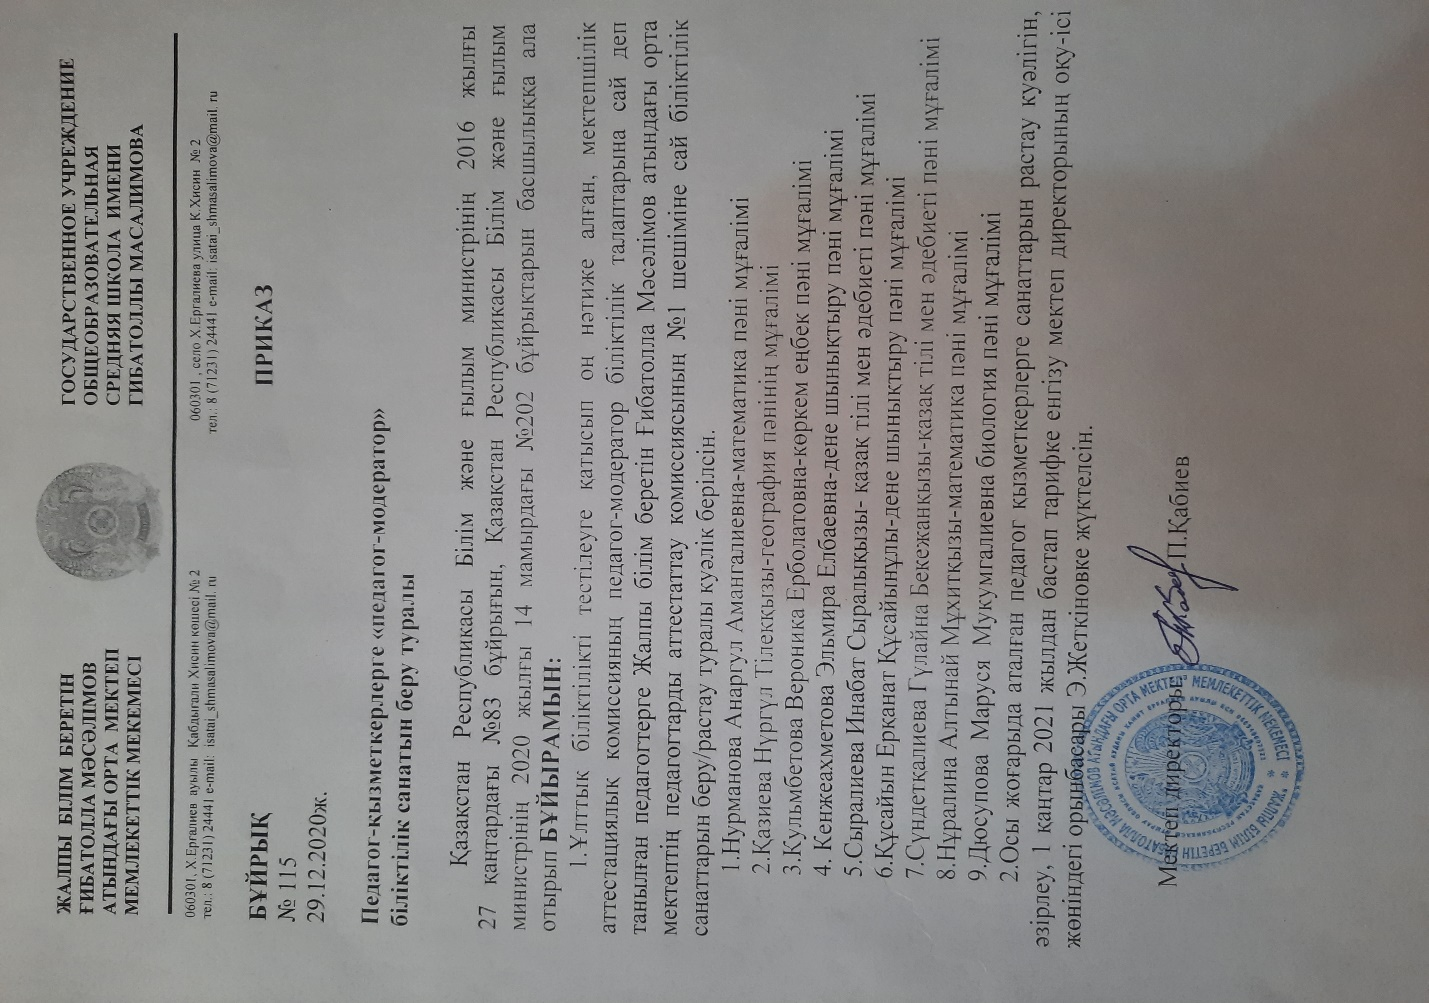 ЖАЛПЫ БІЛІМ БЕРЕТІН
ҒИБАТОЛЛА МӘСӘЛІМОВ
АТЫНДАҒЫ ОРТА МЕКТЕП
МЕМЛЕКЕТТІК МЕКЕМЕСІ
ГОСУДАРСТВЕННОЕ УЧРЕЖДЕНИЕ
ОБЩЕОБРАЗОВАТЕЛЬНАЯ
СРЕДНЯЯ ШКОЛА ИМЕНИ
ГИБАТОЛЛЫ МАСАЛИМОВА
060301, Х.Ерғалиев ауылы Қабдығали Хисин көшесі №2
тел.: 8 (71231) 24441 e-mail: isatai_shmasalimova@mail. ru
060301 , село Х.Ергалиева улица К.Хисин № 2
тел.: 8 (71231) 24441 e-mail: isatai_shmasalimova@mail. ru
БҰЙРЫҚ
ПРИКАЗ
№ 115
29.12.2020ж.
Педагог-қызметкерлерге «педагог-модератор»
біліктілік санатын беру туралы
Қазақстан Республикасы Білім және ғылым министрінің 2016 жылғы
27 қаңтардағы №83 бұйрығын, Қазақстан Республикасы Білім және ғылым
министрінің 2020 жылғы 14 мамырдағы №202 бұйрықтарын басшылыққа ала
отырып БҰЙЫРАМЫН:
1.Ұлттық біліктілікті тестілеуге қатысып оң нәтиже алған, мектепшілік
аттестациялық комиссияның педагог-модератор біліктілік талаптарына сай деп
танылған педагогтерге Жалпы білім беретін Ғибатолла Мәсәлімов атындағы орта
мектептің педагогтарды аттестаттау комиссиясының №1 шешіміне сай біліктілік
санаттарын беру/растау туралы куәлік берілсін.
1.Нурманова Анаргул Амангалиевна-математика пәні мұғалімі
2.Қазиева Нұргүл Тілекқызы-география пәнінің мұғалімі
3.Кульмбетова Вероника Ерболатовна-көркем еңбек пәні мұғалімі
4. Кенжеахметова Эльмира Елбаевна-дене шынықтыру пәні мұғалімі
5.Сыралиева Инабат Сыралықызы- қазақ тілі мен әдебиеті пәні мұғалімі
6.Құсайын Ерканат Құсайынұлы-дене шынықтыру пәні мұғалімі
7.Сүндетқалиева Гүлайна Бекежанқызы-қазақ тілі мен әдебиеті пәні мұғалімі
8.Нұралина Алтынай Мұхитқызы-математика пәні мұғалімі
9.Дюсупова Маруся Мукумгалиевна биология пәні мұғалімі
2.Осы жоғарыда аталған педагог қызметкерлерге санаттарын растау куәлігін,
әзірлеу, 1 қаңтар 2021 жылдан бастап тарифке енгізу мектеп директорының оқу-ісі
жөніндегі орынбасары Э.Жеткіновке жүктелсін.
Мектеп директоры П.Қабиев